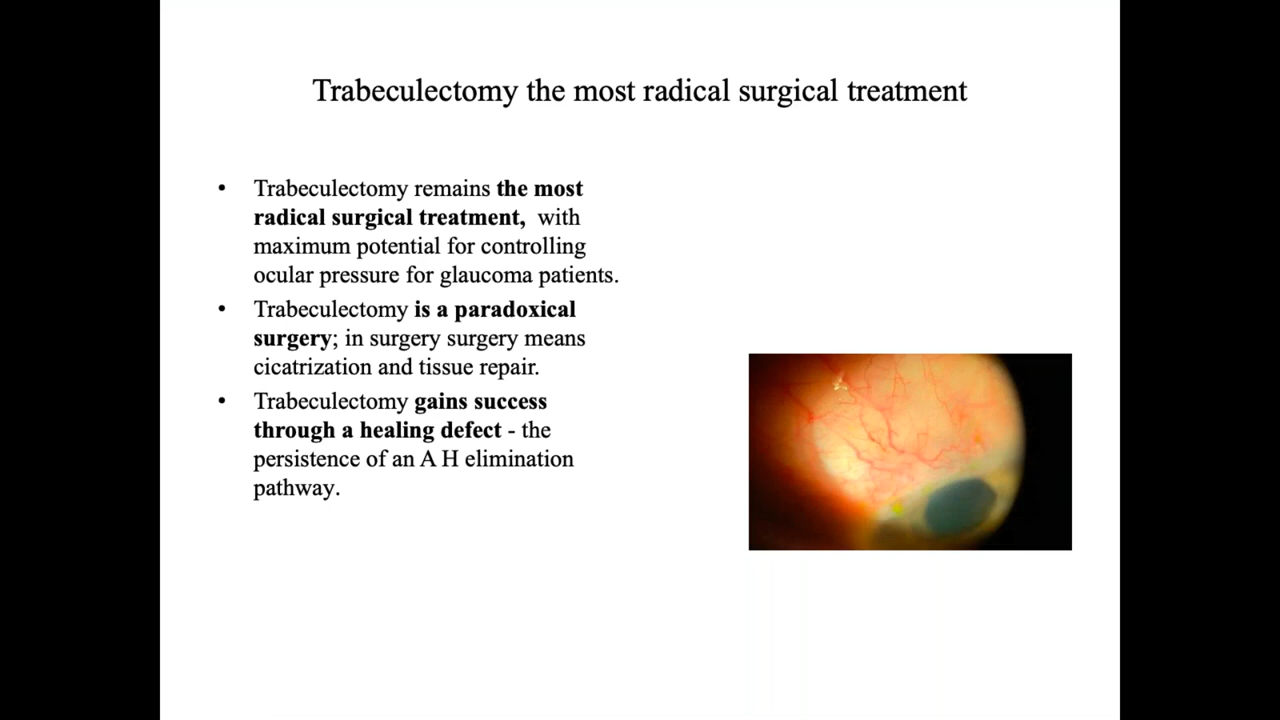 Trabeculectomy the most radical surgical treatment
• Trabeculectomy remains the most
radical surgical treatment, with
maximum potential for controlling
ocular pressure for glaucoma patients.
• Trabeculectomy is a paradoxical
surgery; in surgery surgery means
cicatrization and tissue repair.
• Trabeculectomy gains success
through a healing defect - the
persistence of an A H elimination
pathway.